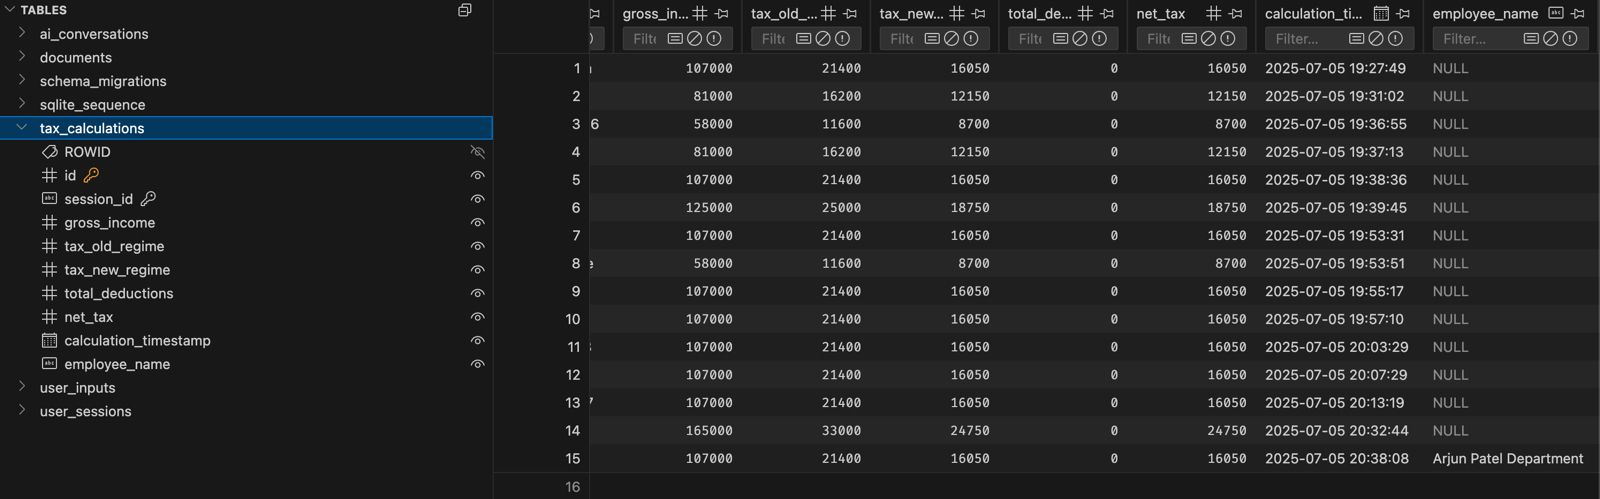 TABLES
ai_conversations
documents
schema_migrations
sqlite_sequence
tax_calculations
ROWID
id
session_id
gross_income
tax_old_regime
tax_new_regime
total_deductions
net_tax
calculation_timestamp
employee_name
user_inputs
user_sessions
gross_in... tax_old_... tax_new... total_de... net_tax calculation_ti... employee_name
Filte Filte Filte Filte Filte Filter... Filter...
1 107000 21400 16050 0 16050 2025-07-05 19:27:49 NULL
2 81000 16200 12150 0 12150 2025-07-05 19:31:02 NULL
3 6 58000 11600 8700 0 8700 2025-07-05 19:36:55 NULL
4 81000 16200 12150 0 12150 2025-07-05 19:37:13 NULL
5 107000 21400 16050 0 16050 2025-07-05 19:38:36 NULL
6 125000 25000 18750 0 18750 2025-07-05 19:39:45 NULL
7 107000 21400 16050 0 16050 2025-07-05 19:53:31 NULL
8 e 58000 11600 8700 0 8700 2025-07-05 19:53:51 NULL
9 107000 21400 16050 0 16050 2025-07-05 19:55:17 NULL
10 107000 21400 16050 0 16050 2025-07-05 19:57:10 NULL
11 107000 21400 16050 0 16050 2025-07-05 20:03:29 NULL
12 107000 21400 16050 0 16050 2025-07-05 20:07:29 NULL
13 7 107000 21400 16050 0 16050 2025-07-05 20:13:19 NULL
14 165000 33000 24750 0 24750 2025-07-05 20:32:44 NULL
15 107000 21400 16050 0 16050 2025-07-05 20:38:08 Arjun Patel Department
16